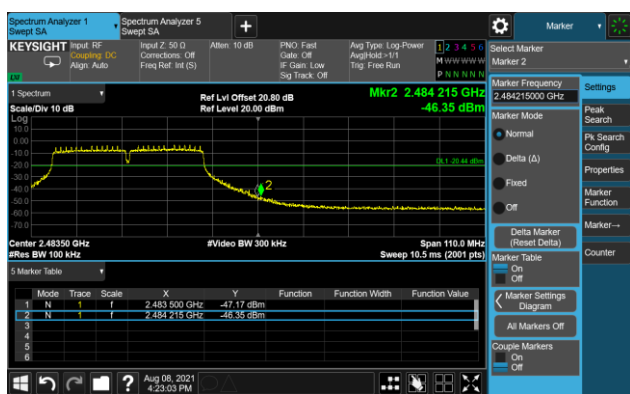 Spectrum Analyzer 1
Swept SA
Spectrum Analyzer 5
Swept SA
+
Marker
KEYSIGHT
Input: RF
Coupling: DC
Align: Auto
Input Z: 50 Ω
Corrections: Off
Freq Ref: Int (S)
Atten: 10 dB
PNO: Fast
Gate: Off
IF Gain: Low
Sig Track: Off
Avg Type: Log-Power
Avg|Hold:>1/1
Trig: Free Run
1 2 3 4 5 6
M W W W W W
P N N N N N
Select Marker
Marker 2
1 Spectrum
Ref Lvl Offset 20.80 dB
Mkr2 2.484 215 GHz
Scale/Div 10 dB
Ref Level 20.00 dBm
-46.35 dBm
Log
10.0
0.00
-10.0
-20.0
-30.0
-40.0
-50.0
-60.0
-70.0
DL1 -20.44 dBm
2
Center 2.48350 GHz
#Video BW 300 kHz
Span 110.0 MHz
#Res BW 100 kHz
Sweep 10.5 ms (2001 pts)
5 Marker Table
Mode Trace Scale X Y Function Function Width Function Value
1 N 1 f 2.483 500 GHz -47.17 dBm
2 N 1 f 2.484 215 GHz -46.35 dBm
3
4
5
6
Marker Frequency
2.484215000 GHz
Marker Mode
Normal
Delta (Δ)
Fixed
Off
Delta Marker
(Reset Delta)
Marker Table
On
Off
Marker Settings
Diagram
All Markers Off
Couple Markers
On
Off
Settings
Peak
Search
Pk Search
Config
Properties
Marker
Function
Marker→
Counter
?
Aug 08, 2021
4:23:03 PM